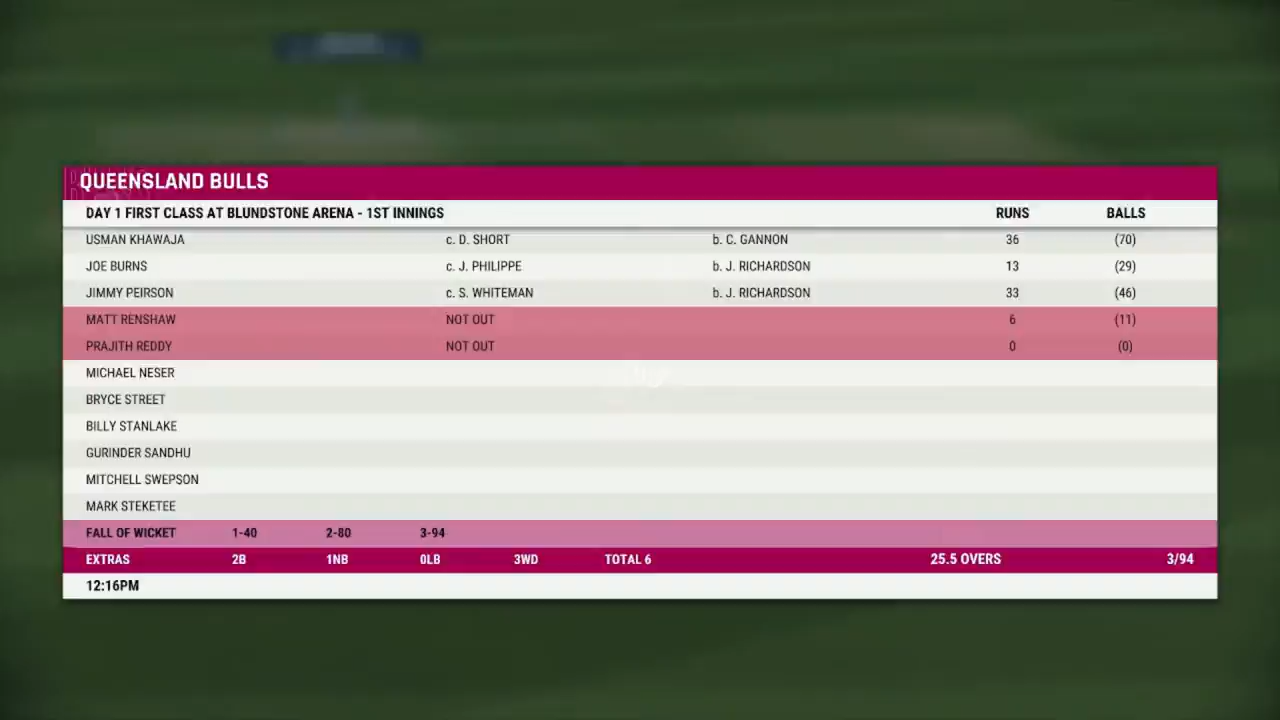 QUEENSLAND BULLS
DAY 1 FIRST CLASS AT BLUNDSTONE ARENA - 1ST INNINGS RUNS BALLS
USMAN KHAWAJA c. D. SHORT b. C. GANNON 36 (70)
JOE BURNS c. J. PHILIPPE b. J. RICHARDSON 13 (29)
JIMMY PEIRSON c. S. WHITEMAN b. J. RICHARDSON 33 (46)
MATT RENSHAW NOT OUT 6 (11)
PRAJITH REDDY NOT OUT 0 (0)
MICHAEL NESER
BRYCE STREET
BILLY STANLAKE
GURINDER SANDHU
MITCHELL SWEPSON
MARK STEKETEE
FALL OF WICKET 1-40 2-80 3-94
EXTRAS 2B 1NB 0LB 3WD TOTAL 6 25.5 OVERS 3/94
12:16PM